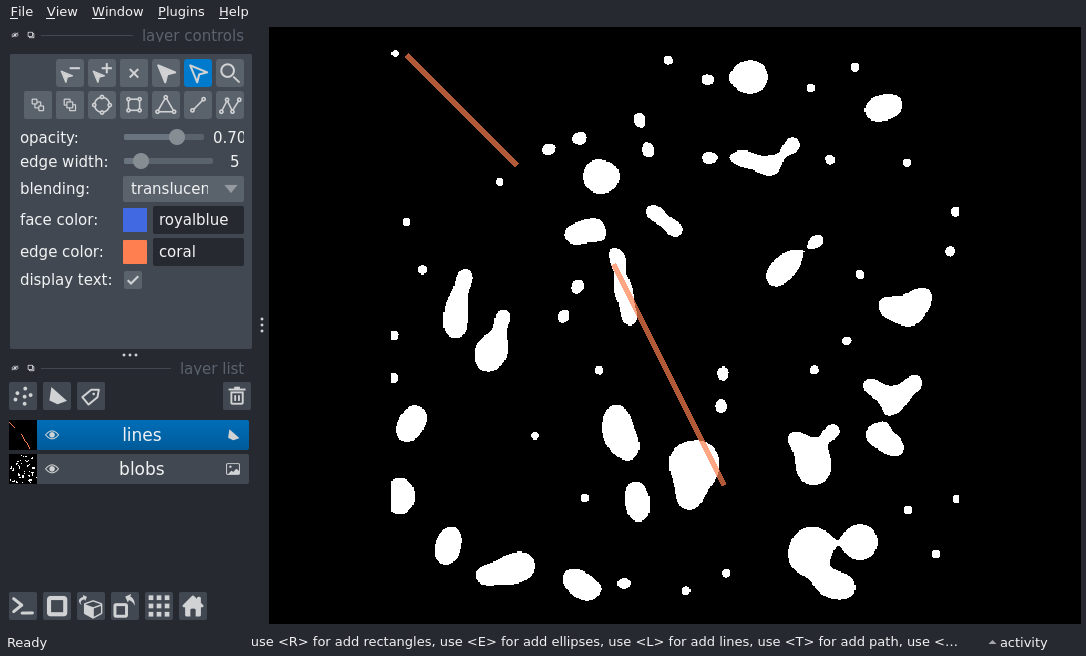 File View Window Plugins Help
layer controls
opacity: 0.70
edge width: 5
blending: translucen
face color: royalblue
edge color: coral
display text:
layer list
lines
blobs
Ready use <R> for add rectangles, use <E> for add ellipses, use <L> for add lines, use <T> for add path, use <... activity